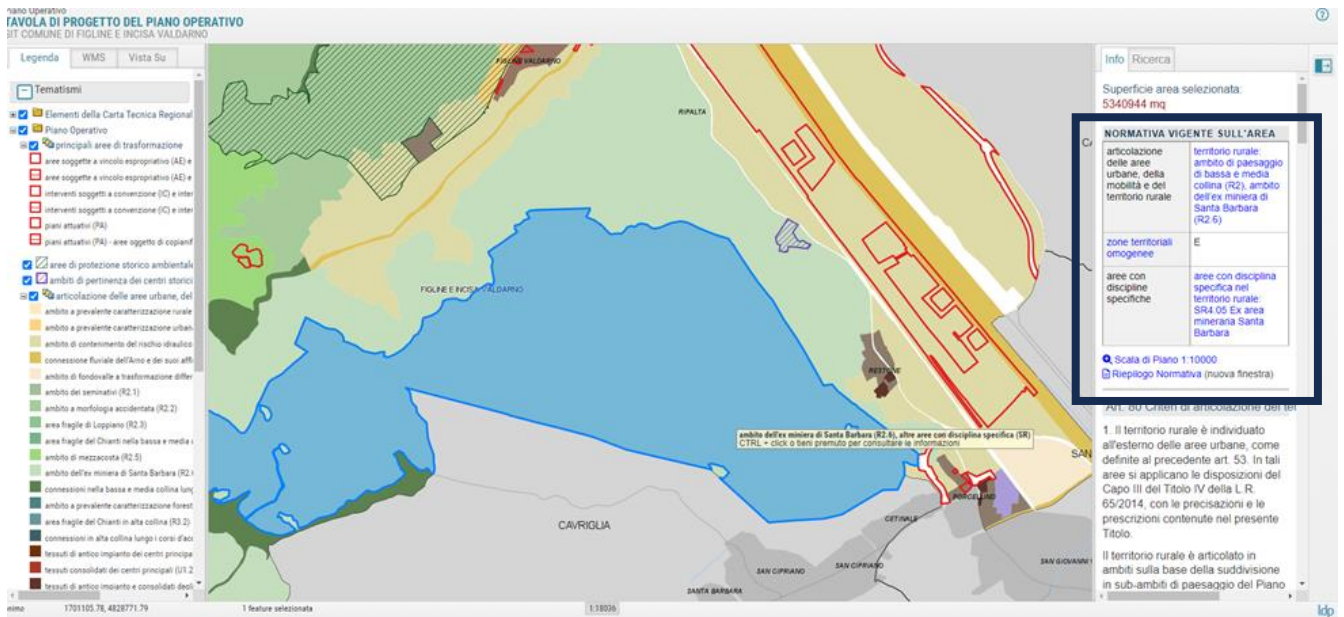 Piano Operativo
TAVOLA DI PROGETTO DEL PIANO OPERATIVO
SIT COMUNE DI FIGLINE E INCISA VALDARNO
Legenda WMS Vista Su
Tematismi
Elementi della Carta Tecnica Regional
Piano Operativo
principali aree di trasformazione
aree soggette a vincolo espropriativo (AE) e
aree soggette a vincolo espropriativo (AE) e
interventi soggetti a convenzione (IC) e inter
interventi soggetti a convenzione (IC) e inter
piani attuativi (PA)
piani attuativi (PA) - aree oggetto di copianif
aree di protezione storico ambientale
ambiti di pertinenza dei centri storici
articolazione delle aree urbane, del
ambito a prevalente caratterizzazione rurale
ambito a prevalente caratterizzazione urban
ambito di contenimento del rischio idraulico
connessione fluviale dell'Arno e dei suoi affl
ambito di fondovalle a trasformazione differ
ambito dei seminativi (R2.1)
ambito a morfologia accidentata (R2.2)
area fragile di Loppiano (R2.3)
area fragile del Chianti nella bassa e media
ambito di mezzacosta (R2.5)
ambito dell'ex miniera di Santa Barbara (R2.
connessioni nella bassa e media collina lung
ambito a prevalente caratterizzazione forest
area fragile del Chianti in alta collina (R3.2)
connessioni in alta collina lungo i corsi d'acc
tessuti di antico impianto dei centri principa
tessuti consolidati dei centri principali (U1.2
tessuti di antico impianto e consolidati degli
1701105.78, 4828771.79
1 feature selezionata
1:18036
FIGLINE VALDARNO
RIPALTA
FIGLINE E INCISA VALDARNO
RESTONE
ambito dell'ex miniera di Santa Barbara (R2.6), altre aree con disciplina specifica (SR)
CTRL + click o tieni premuto per consultare le informazioni
SAN
PORCELLINO
CETINALE
CAVRIGLIA
SAN CIPRIANO
SAN CIPRIANO
SAN GIOVANNI V
SANTA BARBARA
Info Ricerca
Superficie area selezionata:
5340944 mq
NORMATIVA VIGENTE SULL'AREA
articolazione delle aree urbane, della mobilità e del territorio rurale
territorio rurale: ambito di paesaggio di bassa e media collina (R2), ambito dell'ex miniera di Santa Barbara (R2.6)
zone territoriali omogenee
E
aree con discipline specifiche
aree con disciplina specifica nel territorio rurale: SR4.05 Ex area mineraria Santa Barbara
Scala di Piano 1:10000
Riepilogo Normativa (nuova finestra)
Art. 80 Criteri di articolazione del ter
1. Il territorio rurale è individuato
all'esterno delle aree urbane, come
definite al precedente art. 53. In tali
aree si applicano le disposizioni del
Capo III del Titolo IV della L.R.
65/2014, con le precisazioni e le
prescrizioni contenute nel presente
Titolo.
Il territorio rurale è articolato in
ambiti sulla base della suddivisione
in sub-ambiti di paesaggio del Piano
ldp